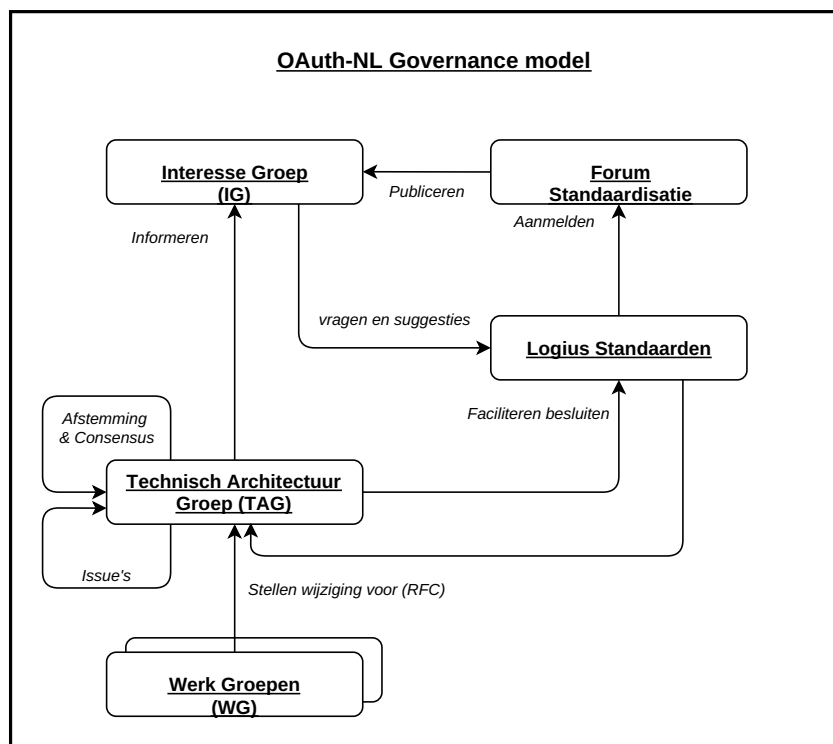 OAuth-NL Governance model
Interesse Groep
(IG)
Forum
Standaardisatie
Publiceren
Informeren
Aanmelden
vragen en suggesties
Logius Standaarden
Afstemming
& Consensus
Faciliteren besluiten
Technisch Architectuur
Groep (TAG)
Issue's
Stellen wijziging voor (RFC)
Werk Groepen
(WG)